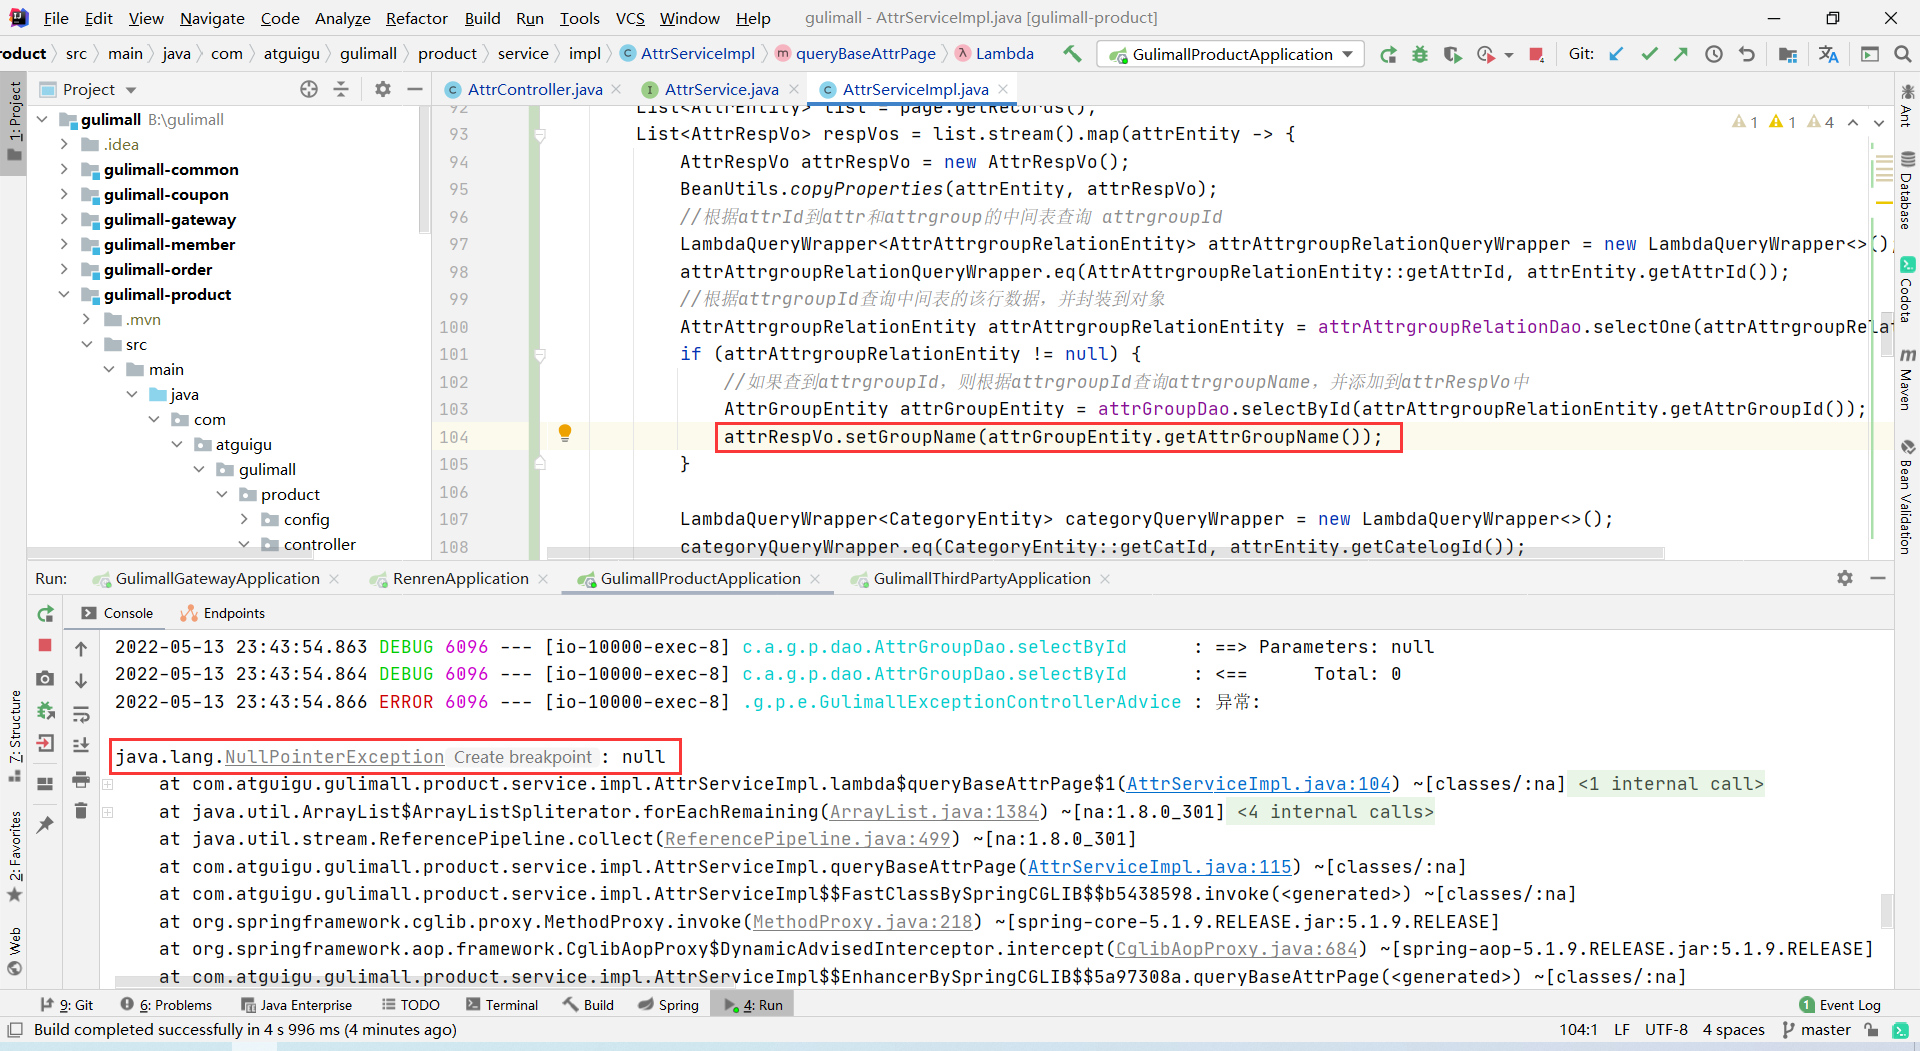 File Edit View Navigate Code Analyze Refactor Build Run Tools VCS Window Help gulimall - AttrServiceImpl.java [gulimall-product]
roduct src main java com atguigu gulimall product service impl AttrServiceImpl queryBaseAttrPage Lambda GulimallProductApplication Git:
Project AttrController.java AttrService.java AttrServiceImpl.java
1: Project
gulimall B:\gulimall
.idea
gulimall-common
gulimall-coupon
gulimall-gateway
gulimall-member
gulimall-order
gulimall-product
.mvn
src
main
java
com
atguigu
gulimall
product
config
controller
1 1 4
92 List<AttrEntity> list = page.getRecords();
93 List<AttrRespVo> respVos = list.stream().map(attrEntity -> {
94 AttrRespVo attrRespVo = new AttrRespVo();
95 BeanUtils.copyProperties(attrEntity, attrRespVo);
96 //根据attrId到attr和attrgroup的中间表查询 attrgroupId
97 LambdaQueryWrapper<AttrAttrgroupRelationEntity> attrAttrgroupRelationQueryWrapper = new LambdaQueryWrapper<>();
98 attrAttrgroupRelationQueryWrapper.eq(AttrAttrgroupRelationEntity::getAttrId, attrEntity.getAttrId());
99 //根据attrgroupId查询中间表的该行数据，并封装到对象
100 AttrAttrgroupRelationEntity attrAttrgroupRelationEntity = attrAttrgroupRelationDao.selectOne(attrAttrgroupRelat
101 if (attrAttrgroupRelationEntity != null) {
102 //如果查到attrgroupId，则根据attrgroupId查询attrgroupName，并添加到attrRespVo中
103 AttrGroupEntity attrGroupEntity = attrGroupDao.selectById(attrAttrgroupRelationEntity.getAttrGroupId());
104 attrRespVo.setGroupName(attrGroupEntity.getAttrGroupName());
105 }
106
107 LambdaQueryWrapper<CategoryEntity> categoryQueryWrapper = new LambdaQueryWrapper<>();
108 categoryQueryWrapper.eq(CategoryEntity::getCatId, attrEntity.getCatelogId());
Ant
Database
Codota
Maven
Bean Validation
Run: GulimallGatewayApplication RenrenApplication GulimallProductApplication GulimallThirdPartyApplication
Console Endpoints
2022-05-13 23:43:54.863 DEBUG 6096 --- [io-10000-exec-8] c.a.g.p.dao.AttrGroupDao.selectById : ==> Parameters: null
2022-05-13 23:43:54.864 DEBUG 6096 --- [io-10000-exec-8] c.a.g.p.dao.AttrGroupDao.selectById : <== Total: 0
2022-05-13 23:43:54.866 ERROR 6096 --- [io-10000-exec-8] .g.p.e.GulimallExceptionControllerAdvice : 异常:
java.lang.NullPointerException Create breakpoint : null
at com.atguigu.gulimall.product.service.impl.AttrServiceImpl.lambda$queryBaseAttrPage$1(AttrServiceImpl.java:104) ~[classes/:na] <1 internal call>
at java.util.ArrayList$ArrayListSpliterator.forEachRemaining(ArrayList.java:1384) ~[na:1.8.0_301] <4 internal calls>
at java.util.stream.ReferencePipeline.collect(ReferencePipeline.java:499) ~[na:1.8.0_301]
at com.atguigu.gulimall.product.service.impl.AttrServiceImpl.queryBaseAttrPage(AttrServiceImpl.java:115) ~[classes/:na]
at com.atguigu.gulimall.product.service.impl.AttrServiceImpl$$FastClassBySpringCGLIB$$b5438598.invoke(<generated>) ~[classes/:na]
at org.springframework.cglib.proxy.MethodProxy.invoke(MethodProxy.java:218) ~[spring-core-5.1.9.RELEASE.jar:5.1.9.RELEASE]
at org.springframework.aop.framework.CglibAopProxy$DynamicAdvisedInterceptor.intercept(CglibAopProxy.java:684) ~[spring-aop-5.1.9.RELEASE.jar:5.1.9.RELEASE]
at com.atguigu.gulimall.product.service.impl.AttrServiceImpl$$EnhancerBySpringCGLIB$$5a97308a.queryBaseAttrPage(<generated>) ~[classes/:na]
7: Structure
2: Favorites
Web
9: Git 6: Problems Java Enterprise TODO Terminal Build Spring 4: Run 1 Event Log
Build completed successfully in 4 s 996 ms (4 minutes ago) 104:1 LF UTF-8 4 spaces master